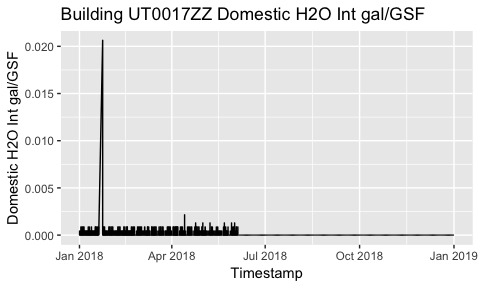 Building UT0017ZZ Domestic H2O Int gal/GSF
Domestic H2O Int gal/GSF
0.020
0.015
0.010
0.005
0.000
Jan 2018
Apr 2018
Jul 2018
Oct 2018
Jan 2019
Timestamp